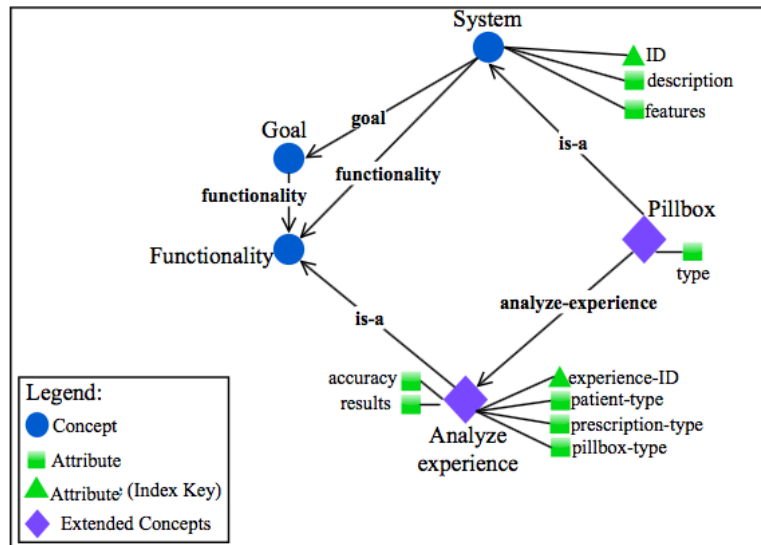 System
ID
description
features
goal
Goal
is-a
functionality
functionality
Pillbox
Functionality
type
analyze-experience
is-a
accuracy
results
experience-ID
patient-type
prescription-type
pillbox-type
Analyze
experience
Legend:
Concept
Attribute
Attribute (Index Key)
Extended Concepts